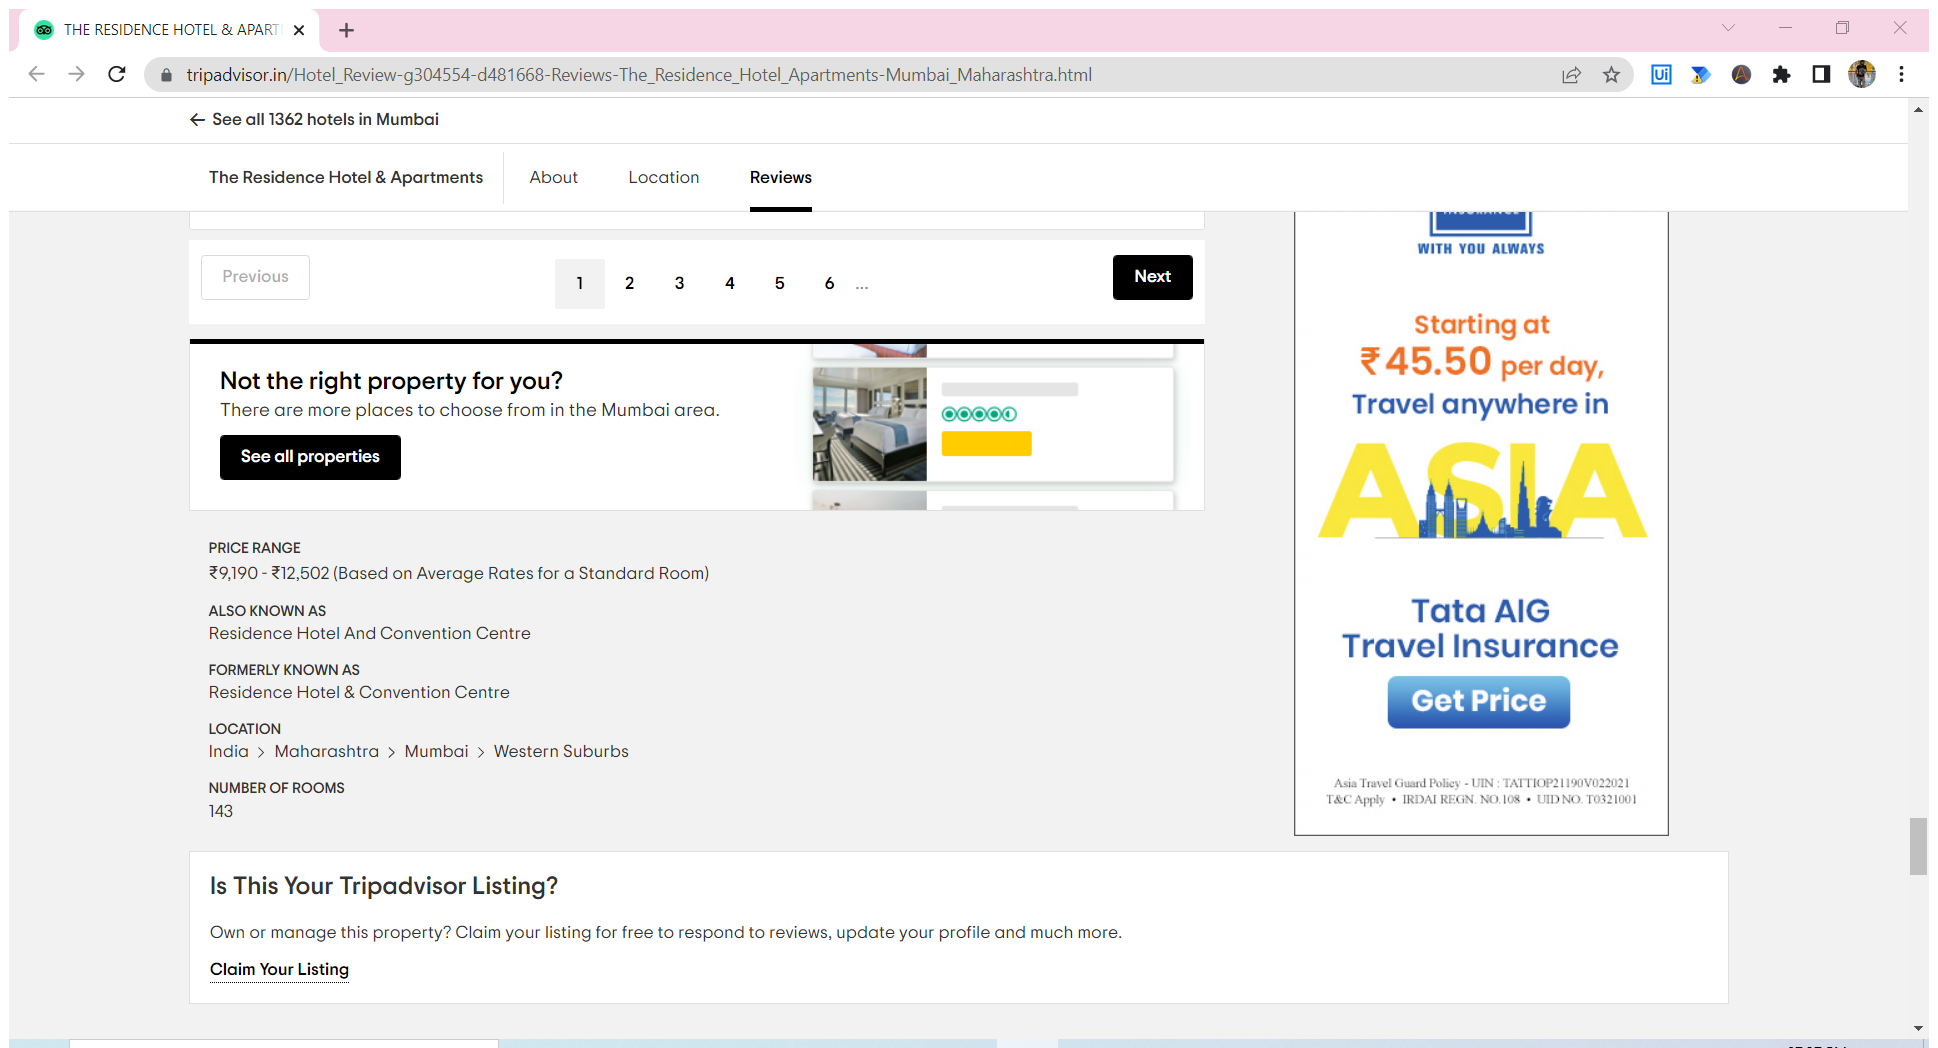 THE RESIDENCE HOTEL & APART
tripadvisor.in/Hotel_Review-g304554-d481668-Reviews-The_Residence_Hotel_Apartments-Mumbai_Maharashtra.html
Ui
See all 1362 hotels in Mumbai
The Residence Hotel & Apartments
About
Location
Reviews
Previous
1 2 3 4 5 6 ...
Next
Not the right property for you?
There are more places to choose from in the Mumbai area.
See all properties
PRICE RANGE
₹9,190 - ₹12,502 (Based on Average Rates for a Standard Room)
ALSO KNOWN AS
Residence Hotel And Convention Centre
FORMERLY KNOWN AS
Residence Hotel & Convention Centre
LOCATION
India > Maharashtra > Mumbai > Western Suburbs
NUMBER OF ROOMS
143
WITH YOU ALWAYS
Starting at
₹45.50 per day,
Travel anywhere in
ASIA
Tata AIG
Travel Insurance
Get Price
Asia Travel Guard Policy - UIN : TATTIOP21190V022021
T&C Apply • IRDAI REGN. NO.108 • UID NO. T0321001
Is This Your Tripadvisor Listing?
Own or manage this property? Claim your listing for free to respond to reviews, update your profile and much more.
Claim Your Listing